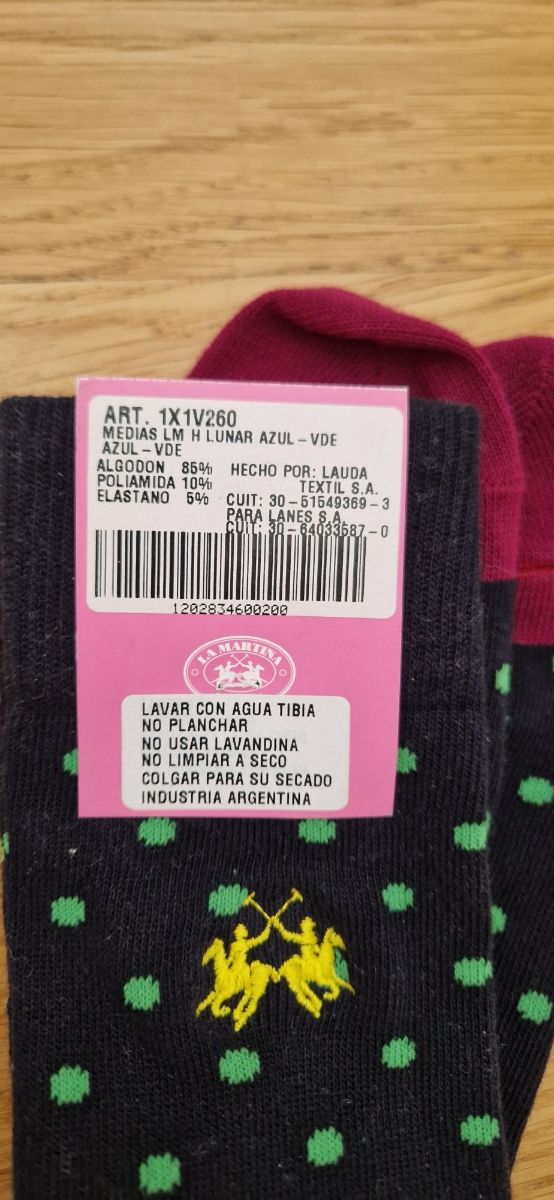 ART. 1X1V260
MEDIAS LM H LUNAR AZUL-VDE
AZUL-VDE
ALGODON 85%
POLIAMIDA 10%
ELASTANO 5%
HECHO POR: LAUDA
TEXTIL S.A.
CUIT: 30-51549369-3
PARA LANES S.A.
CUIT: 30-64033587-0
1202834600200
LA MARTINA
LAVAR CON AGUA TIBIA
NO PLANCHAR
NO USAR LAVANDINA
NO LIMPIAR A SECO
COLGAR PARA SU SECADO
INDUSTRIA ARGENTINA